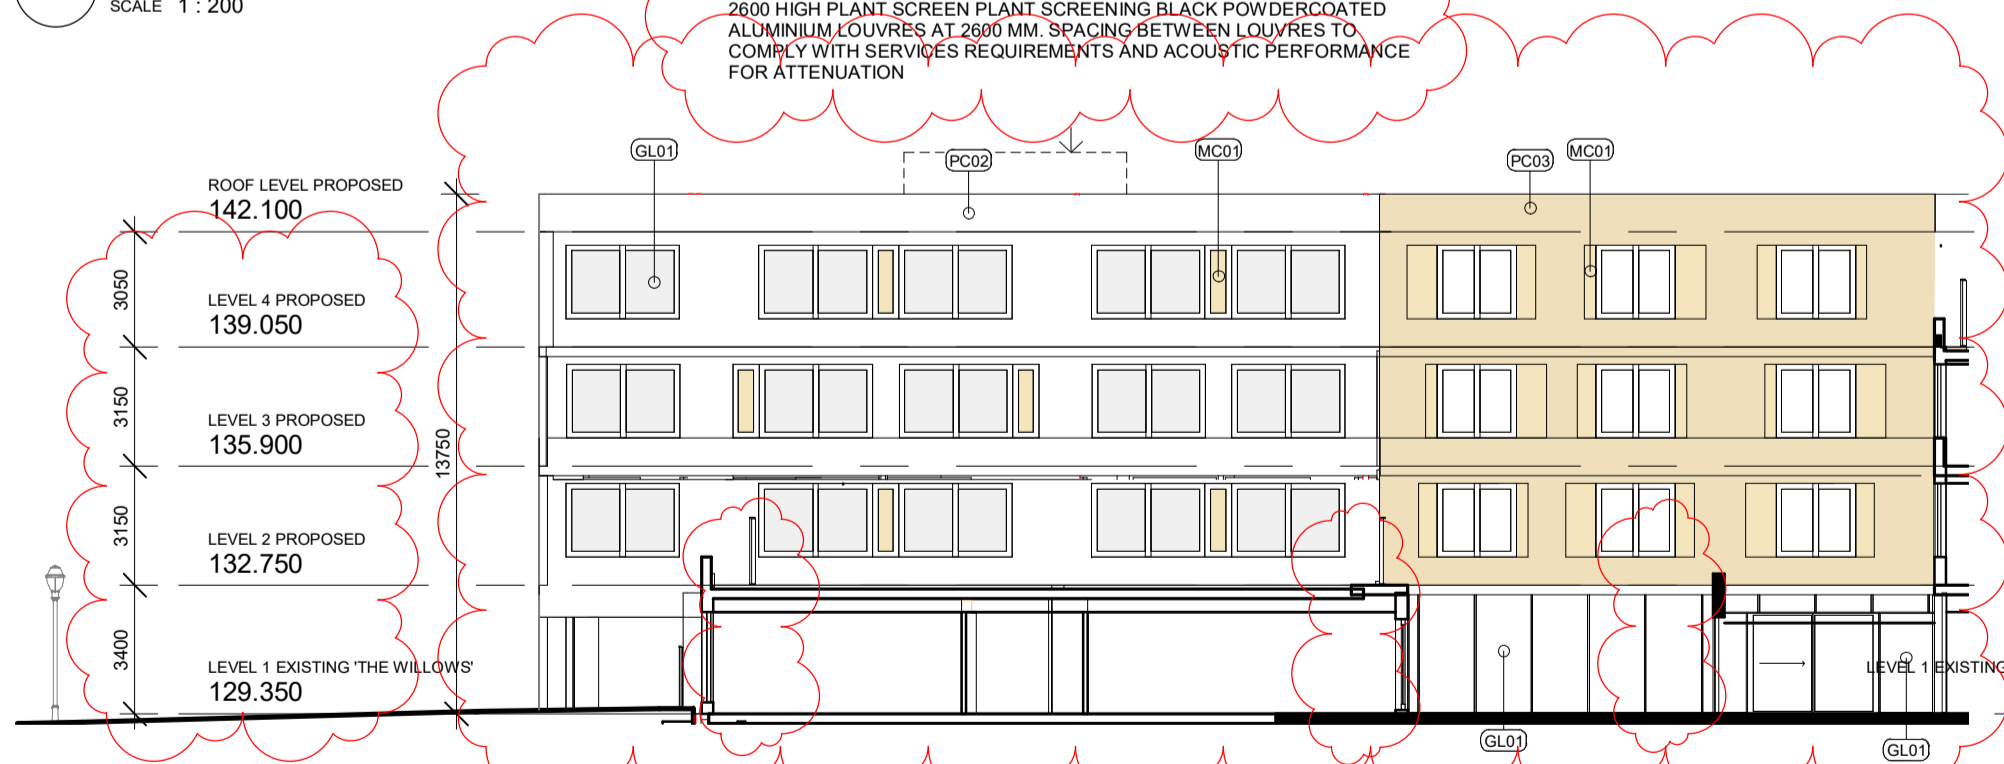 SCALE 1 : 200
2600 HIGH PLANT SCREEN PLANT SCREENING BLACK POWDERCOATED
ALUMINIUM LOUVRES AT 2600 MM. SPACING BETWEEN LOUVRES TO
COMPLY WITH SERVICES REQUIREMENTS AND ACOUSTIC PERFORMANCE
FOR ATTENUATION
GL01
PC02
MC01
PC03
MC01
ROOF LEVEL PROPOSED
142.100
3050
LEVEL 4 PROPOSED
139.050
3150
LEVEL 3 PROPOSED
135.900
13750
3150
LEVEL 2 PROPOSED
132.750
3400
LEVEL 1 EXISTING 'THE WILLOWS'
129.350
LEVEL 1 EXISTING
GL01
GL01